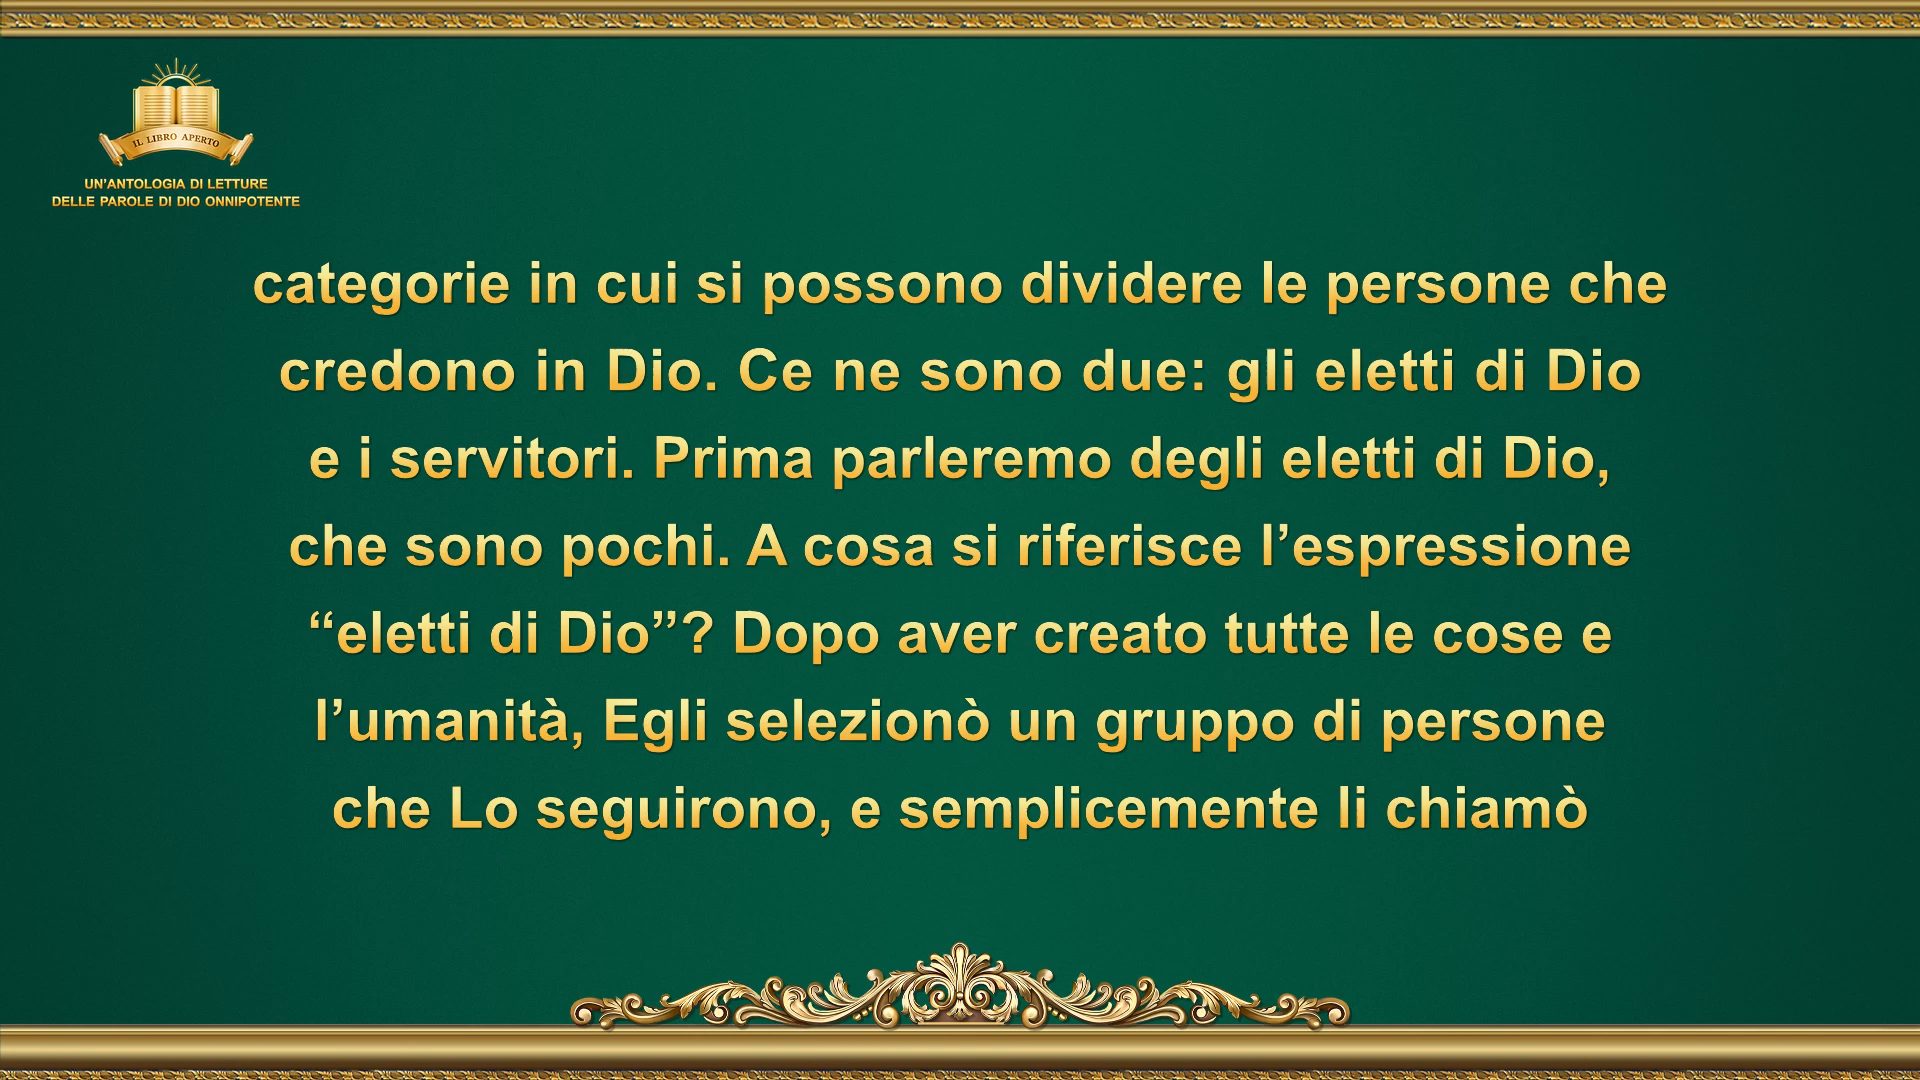 IL LIBRO APERTO
UN’ANTOLOGIA DI LETTURE
DELLE PAROLE DI DIO ONNIPOTENTE
categorie in cui si possono dividere le persone che
credono in Dio. Ce ne sono due: gli eletti di Dio
e i servitori. Prima parleremo degli eletti di Dio,
che sono pochi. A cosa si riferisce l’espressione
“eletti di Dio”? Dopo aver creato tutte le cose e
l’umanità, Egli selezionò un gruppo di persone
che Lo seguirono, e semplicemente li chiamò